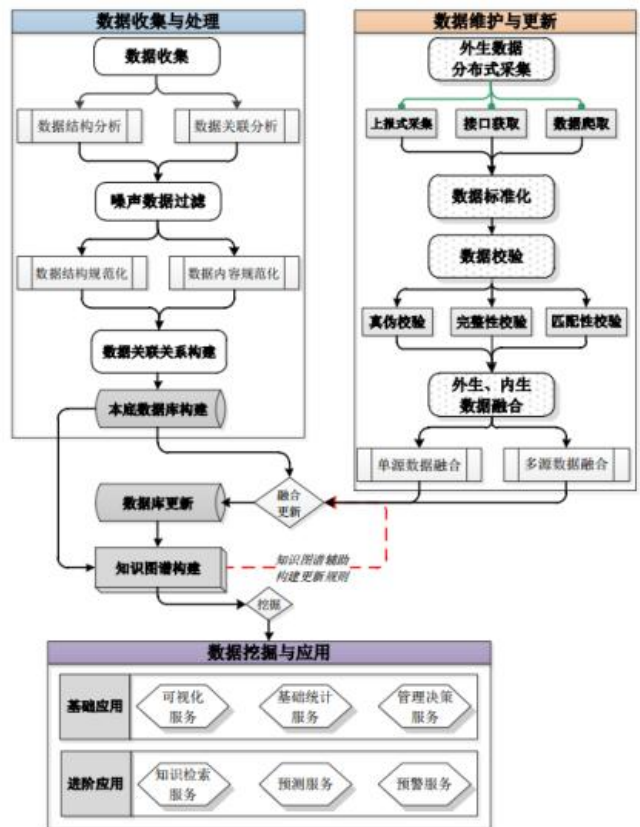 数据收集与处理
数据收集
数据结构分析
数据关联分析
噪声数据过滤
数据结构规范化
数据内容规范化
数据关联关系构建
本底数据库构建
数据维护与更新
外生数据
分布式采集
上报式采集
接口获取
数据爬取
数据标准化
数据校验
真伪校验
完整性校验
匹配性校验
外生、内生
数据融合
单源数据融合
多源数据融合
融合
更新
数据库更新
知识图谱构建
知识图谱辅助
构建更新规则
挖掘
数据挖掘与应用
基础应用
可视化
服务
基础统计
服务
管理决策
服务
进阶应用
知识检索
服务
预测服务
预警服务